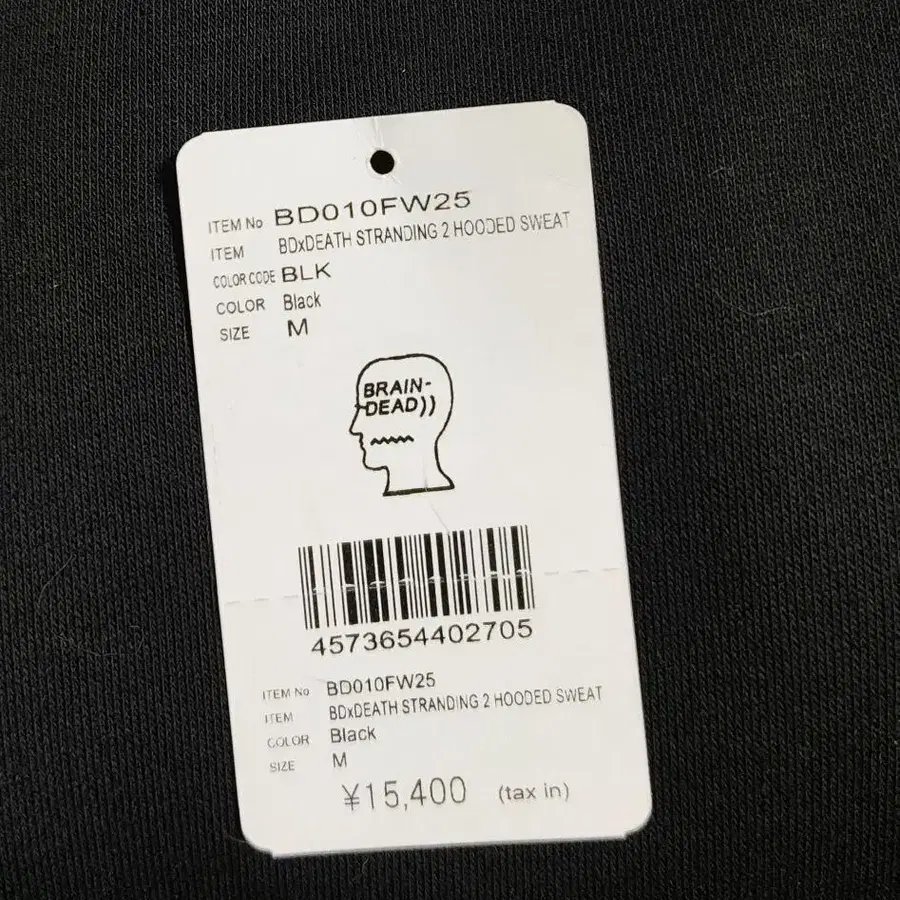 ITEM No BD010FW25
ITEM BDxDEATH STRANDING 2 HOODED SWEAT
COLOR CODE BLK
COLOR Black
SIZE M
BRAIN-
DEAD))
4573654402705
ITEM No BD010FW25
ITEM BDxDEATH STRANDING 2 HOODED SWEAT
COLOR Black
SIZE M
¥15,400 (tax in)